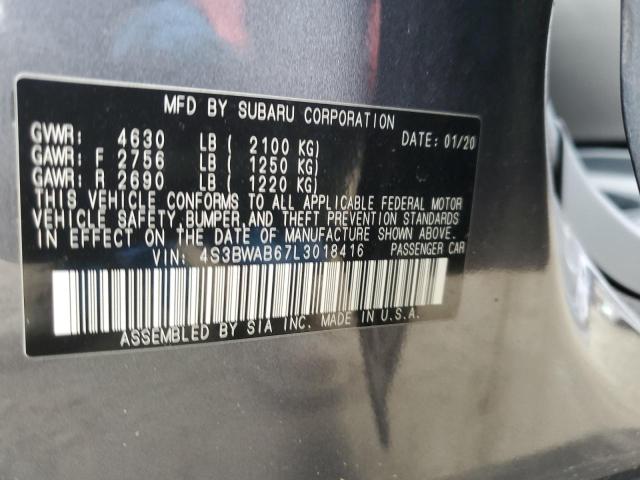 MFD BY SUBARU CORPORATION
GVWR: 4630 LB ( 2100 KG) DATE: 01/20
GAWR: F 2756 LB ( 1250 KG)
GAWR: R 2690 LB ( 1220 KG)
THIS VEHICLE CONFORMS TO ALL APPLICABLE FEDERAL MOTOR
VEHICLE SAFETY, BUMPER, AND THEFT PREVENTION STANDARDS
IN EFFECT ON THE DATE OF MANUFACTURE SHOWN ABOVE.
VIN: 4S3BWAB67L3018416 PASSENGER CAR
ASSEMBLED BY SIA INC. MADE IN U.S.A.